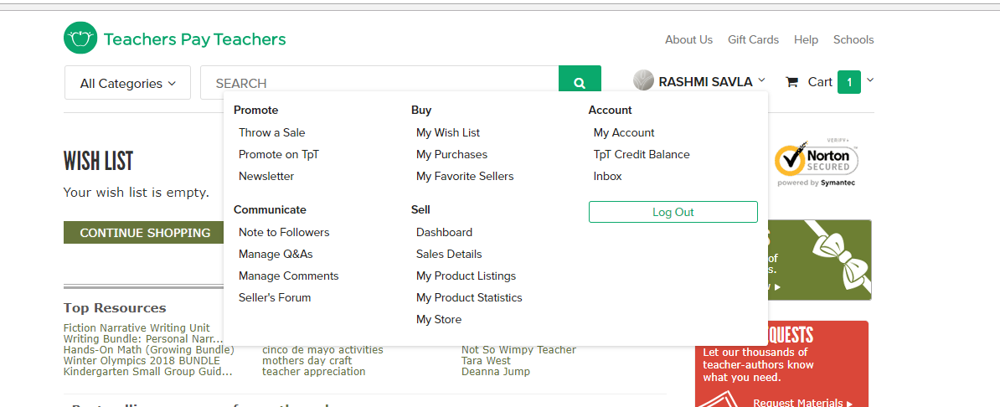 Teachers Pay Teachers
About Us Gift Cards Help Schools
All Categories
SEARCH
RASHMI SAVLA
Cart 1
Promote
Throw a Sale
Promote on TpT
Newsletter
Communicate
Note to Followers
Manage Q&As
Manage Comments
Seller's Forum
Buy
My Wish List
My Purchases
My Favorite Sellers
Sell
Dashboard
Sales Details
My Product Listings
My Product Statistics
My Store
Account
My Account
TpT Credit Balance
Inbox
Log Out
WISH LIST
Your wish list is empty.
CONTINUE SHOPPING
VERIFY
Norton
SECURED
powered by Symantec
of
s.
Top Resources
Fiction Narrative Writing Unit
Writing Bundle: Personal Narr...
Hands-On Math (Growing Bundle)
Winter Olympics 2018 BUNDLE
Kindergarten Small Group Guid...
cinco de mayo activities
mothers day craft
teacher appreciation
Not So Wimpy Teacher
Tara West
Deanna Jump
QUESTS
Let our thousands of
teacher-authors know
what you need.
Request Materials